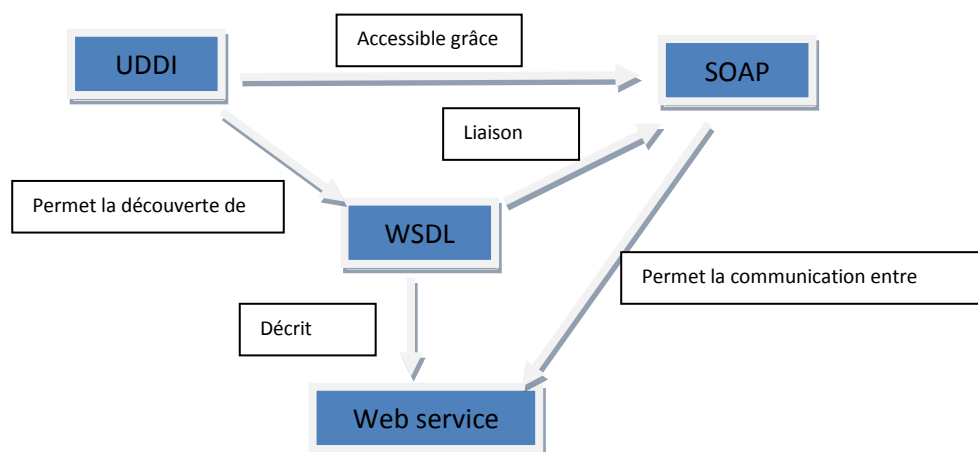 Accessible grâce
UDDI
SOAP
Liaison
Permet la découverte de
WSDL
Permet la communication entre
Décrit
Web service